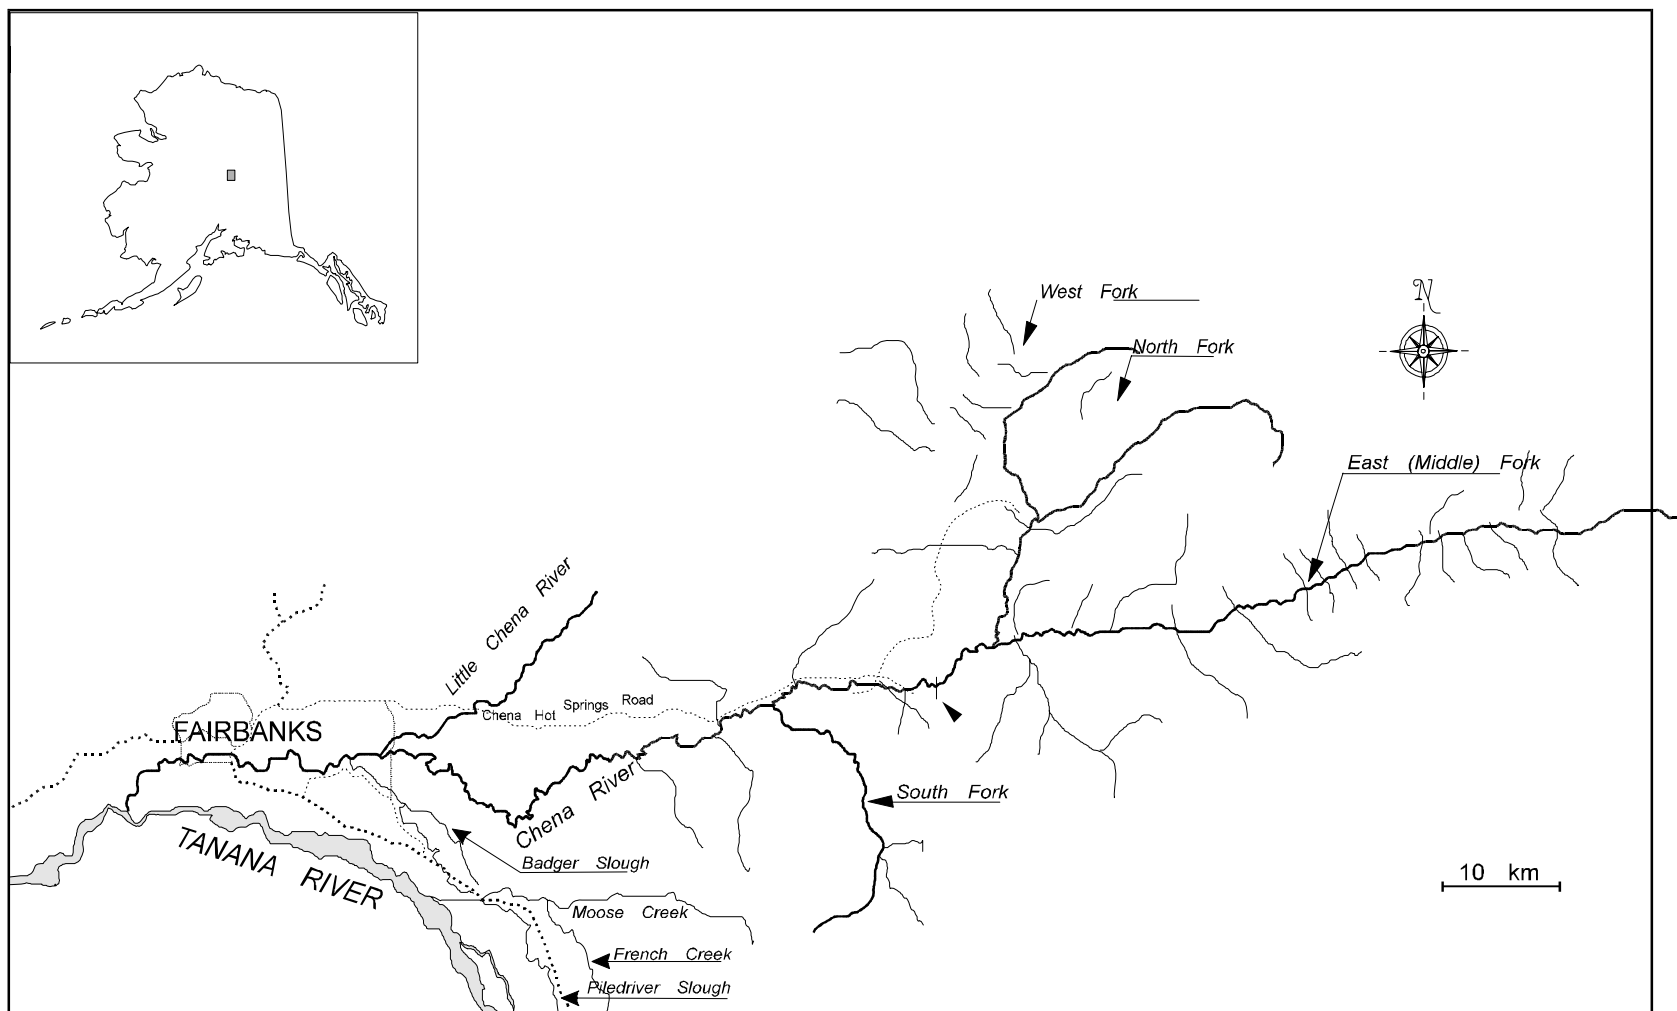 West Fork
N
North Fork
East (Middle) Fork
Little Chena River
Chena Hot Springs Road
FAIRBANKS
Chena River
South Fork
TANANA RIVER
Badger Slough
10 km
Moose Creek
French Creek
Piledriver Slough